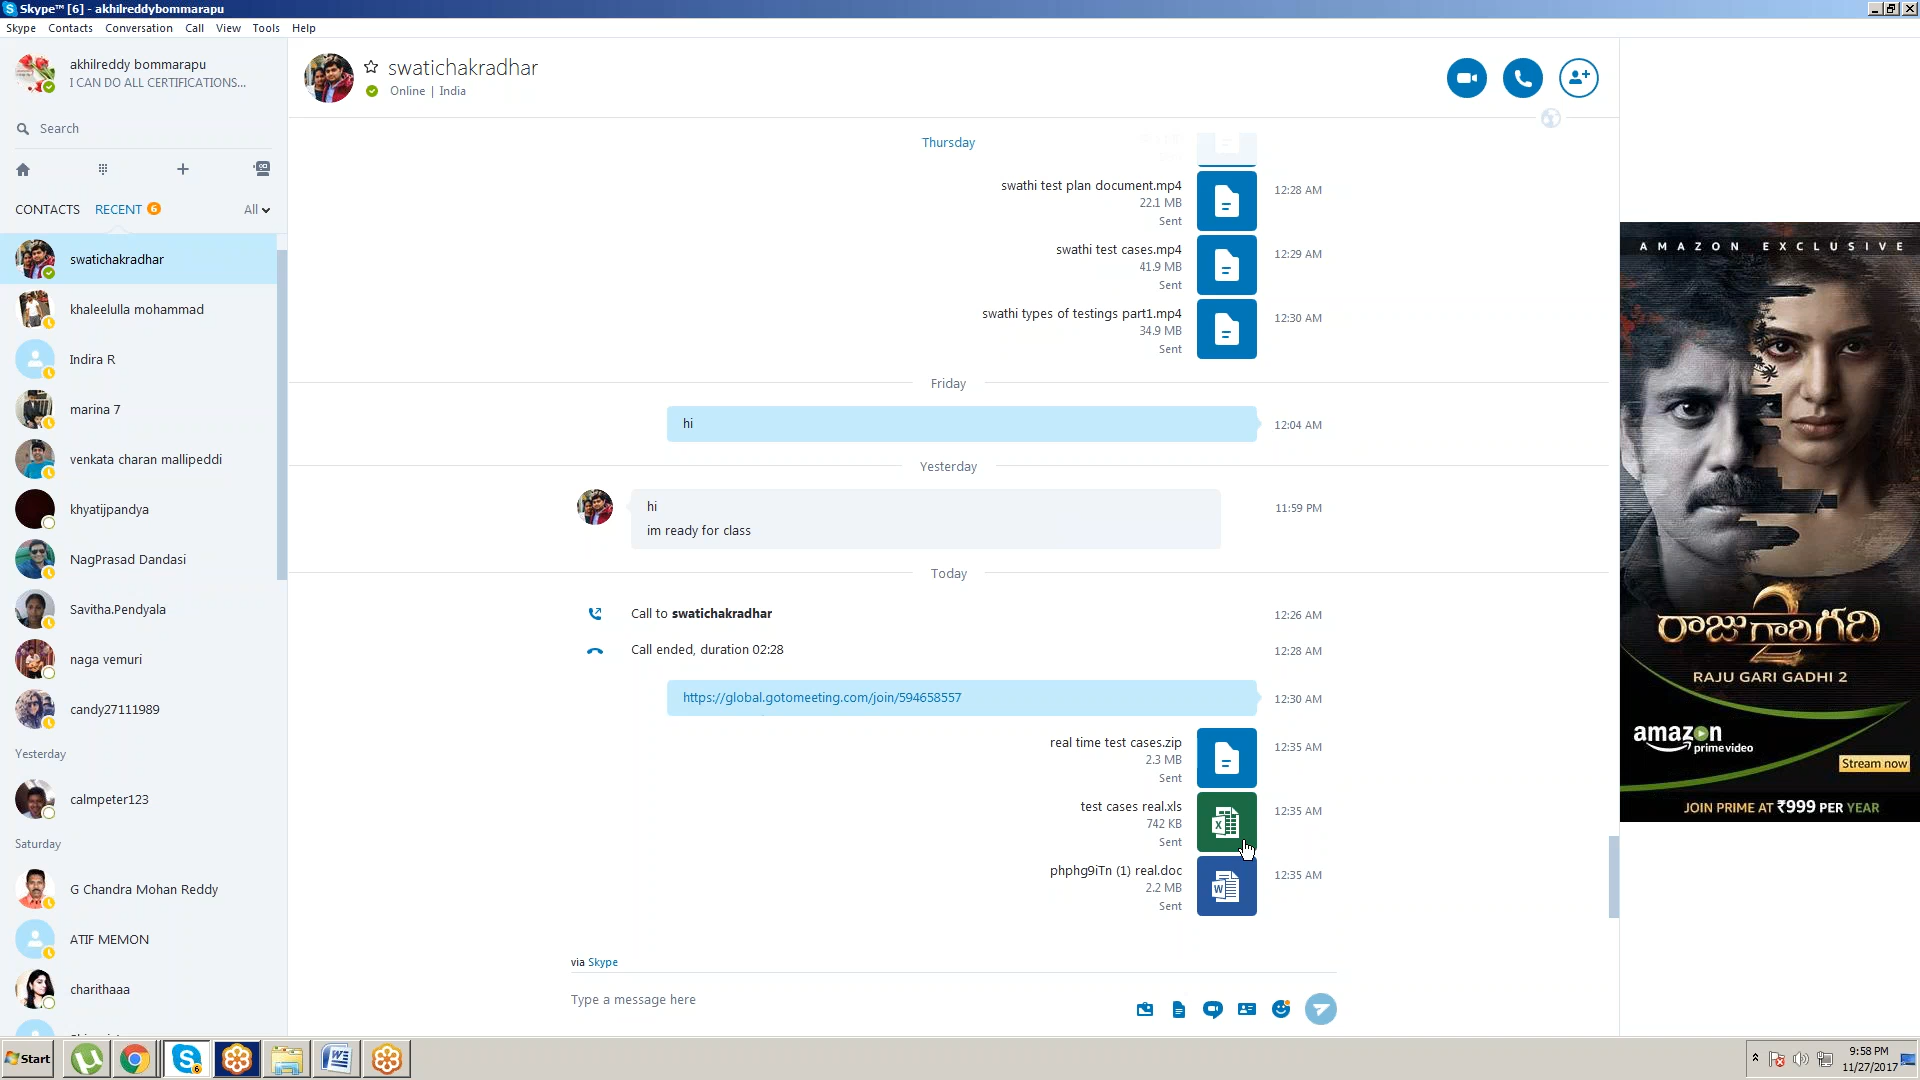 Skype™ [6] - akhilreddybommarapu
Skype Contacts Conversation Call View Tools Help
akhilreddy bommarapu
I CAN DO ALL CERTIFICATIONS...
Search
CONTACTS RECENT 6 All
swatichakradhar
khaleelulla mohammad
Indira R
marina 7
venkata charan mallipeddi
khyatijpandya
NagPrasad Dandasi
Savitha.Pendyala
naga vemuri
candy27111989
Yesterday
calmpeter123
Saturday
G Chandra Mohan Reddy
ATIF MEMON
charithaaa
swatichakradhar
Online | India
Thursday
swathi test plan document.mp4
22.1 MB
Sent
12:28 AM
swathi test cases.mp4
41.9 MB
Sent
12:29 AM
swathi types of testings part1.mp4
34.9 MB
Sent
12:30 AM
Friday
hi
12:04 AM
Yesterday
hi
im ready for class
11:59 PM
Today
Call to swatichakradhar
12:26 AM
Call ended, duration 02:28
12:28 AM
https://global.gotomeeting.com/join/594658557
12:30 AM
real time test cases.zip
2.3 MB
Sent
12:35 AM
test cases real.xls
742 KB
Sent
12:35 AM
phphg9iTn (1) real.doc
2.2 MB
Sent
12:35 AM
via Skype
Type a message here
AMAZON EXCLUSIVE
రాజు గారి గది
2
RAJU GARI GADHI 2
amazon
prime video
Stream now
JOIN PRIME AT ₹999 PER YEAR
Start
9:58 PM
11/27/2017